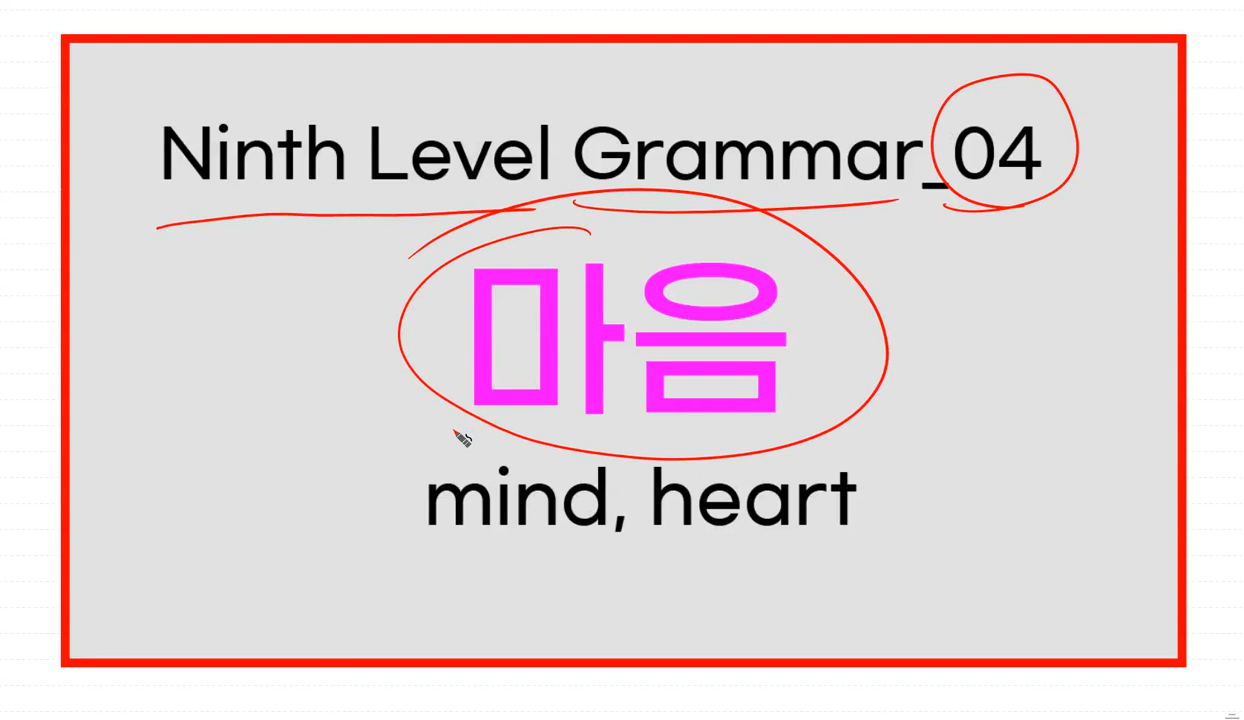 Ninth Level Grammar_04
마음
mind, heart